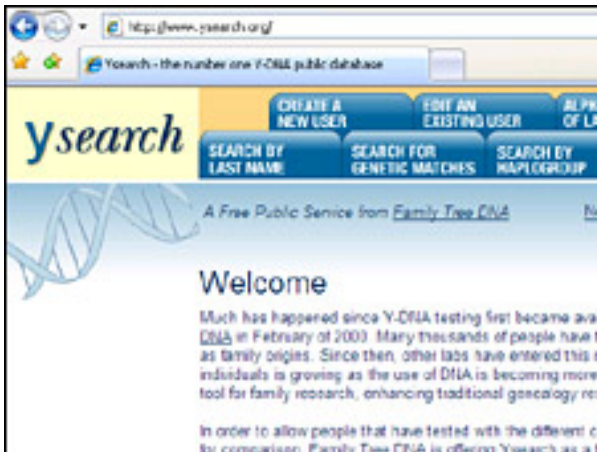 http://www.ysearch.org/
Ysearch - the number one Y-DNA public database
CREATE A NEW USER
EDIT AN EXISTING USER
ALPH
OF LA
ysearch
SEARCH BY LAST NAME
SEARCH FOR GENETIC MATCHES
SEARCH BY HAPLOGROUP
A Free Public Service from Family Tree DNA
Welcome
Much has happened since Y-DNA testing first became ava
DNA in February of 2000. Many thousands of people have t
as family origins. Since then, other labs have entered this
individuals is growing as the use of DNA is becoming more
tool for family research, enhancing traditional genealogy re
In order to allow people that have tested with the different c
for comparison, Family Tree DNA is offering Ysearch as a f